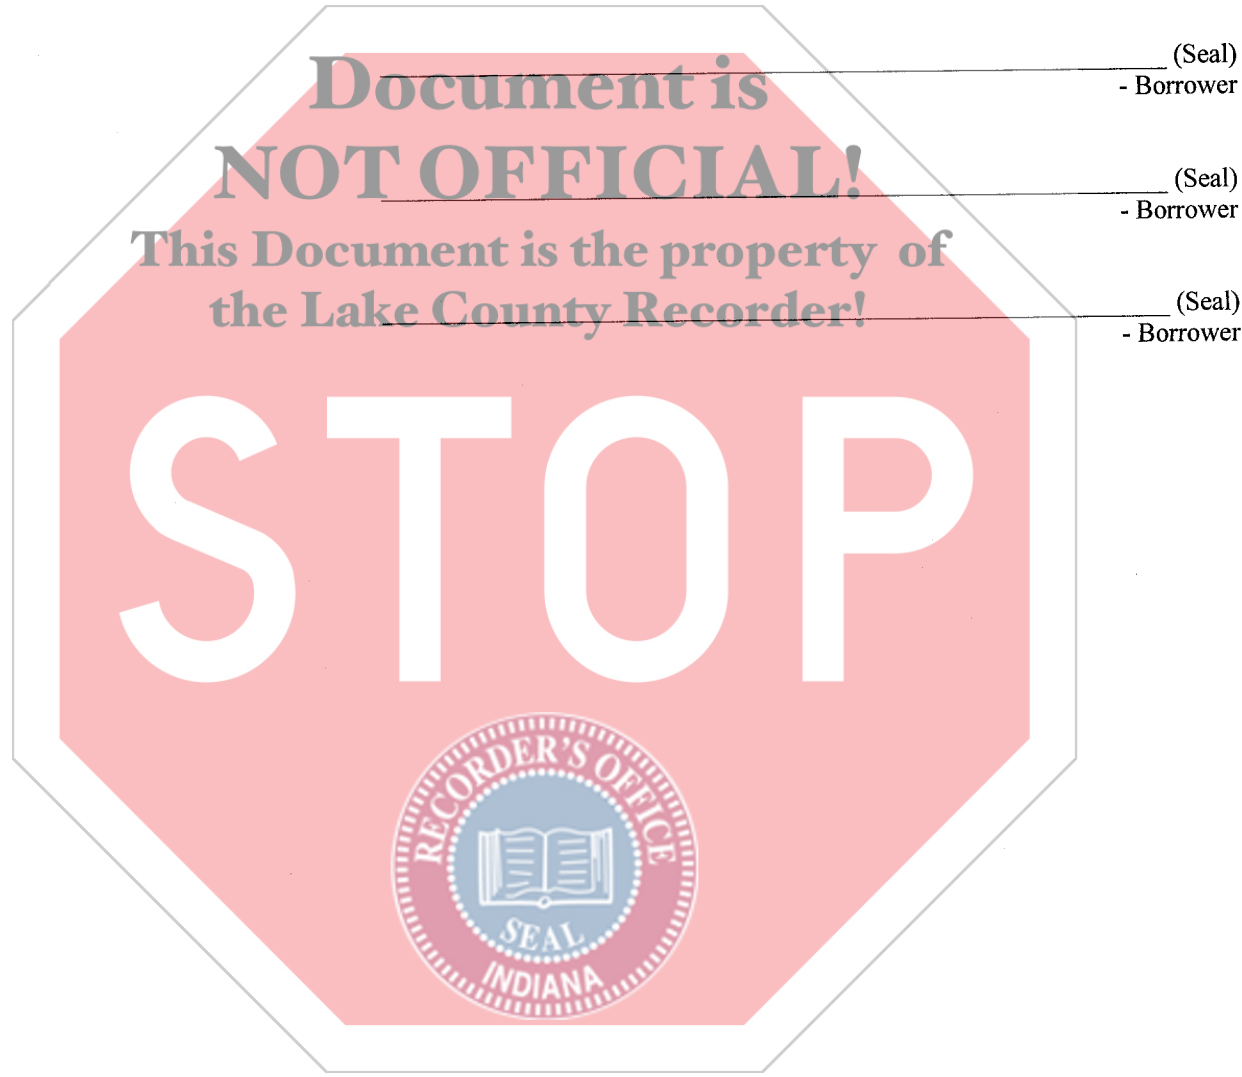 Document is
(Seal)
- Borrower
NOT OFFICIAL!
(Seal)
- Borrower
This Document is the property of
the Lake County Recorder!
(Seal)
- Borrower
STOP
RECORDER'S OFFICE
SEAL
INDIANA